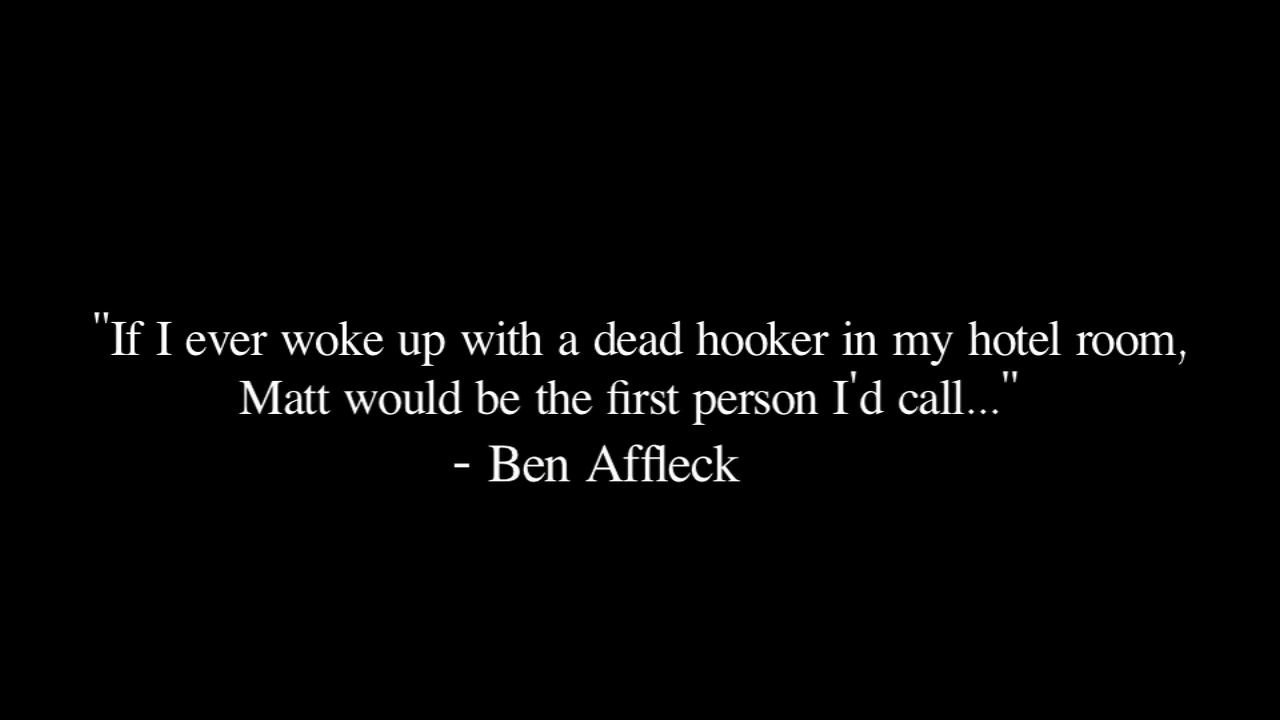 "If I ever woke up with a dead hooker in my hotel room,
Matt would be the first person I'd call..."
- Ben Affleck